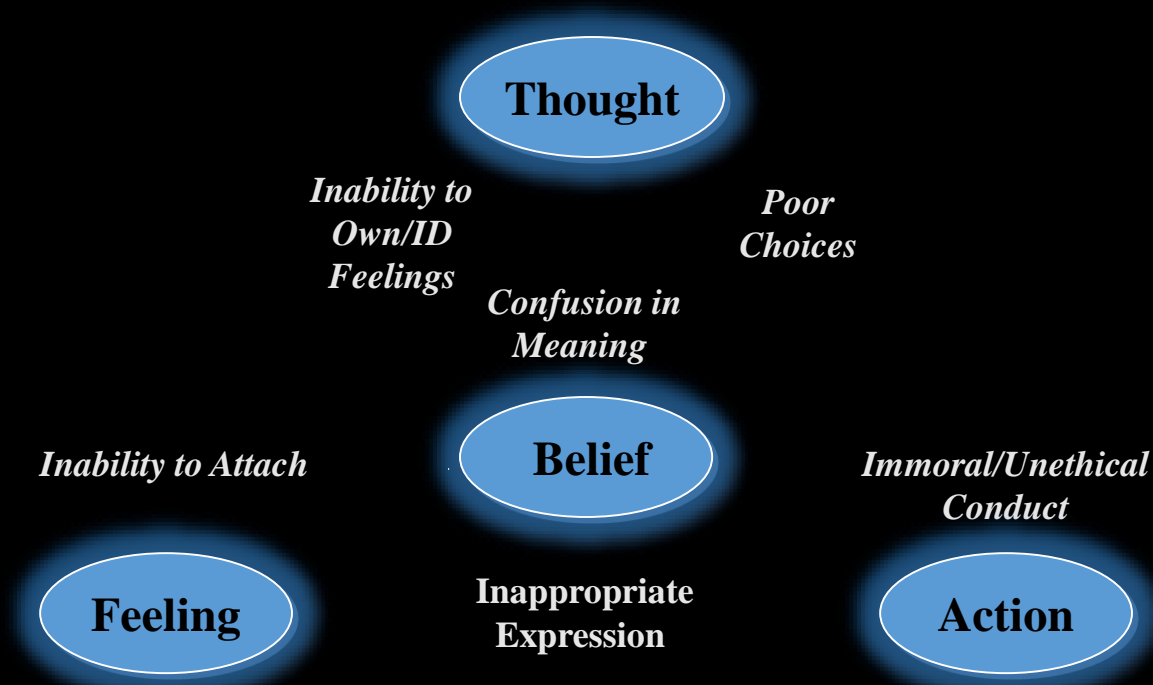 Thought
Inability to
Own/ID
Feelings
Poor
Choices
Confusion in
Meaning
Belief
Inability to Attach
Immoral/Unethical
Conduct
Feeling
Inappropriate
Expression
Action